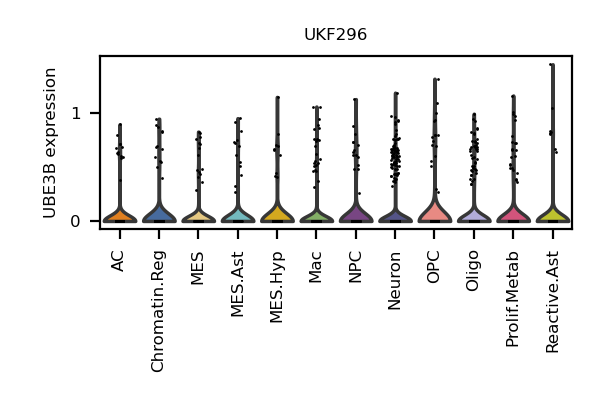 UKF296
UBE3B expression
1
0
AC
Chromatin.Reg
MES
MES.Ast
MES.Hyp
Mac
NPC
Neuron
OPC
Oligo
Prolif.Metab
Reactive.Ast